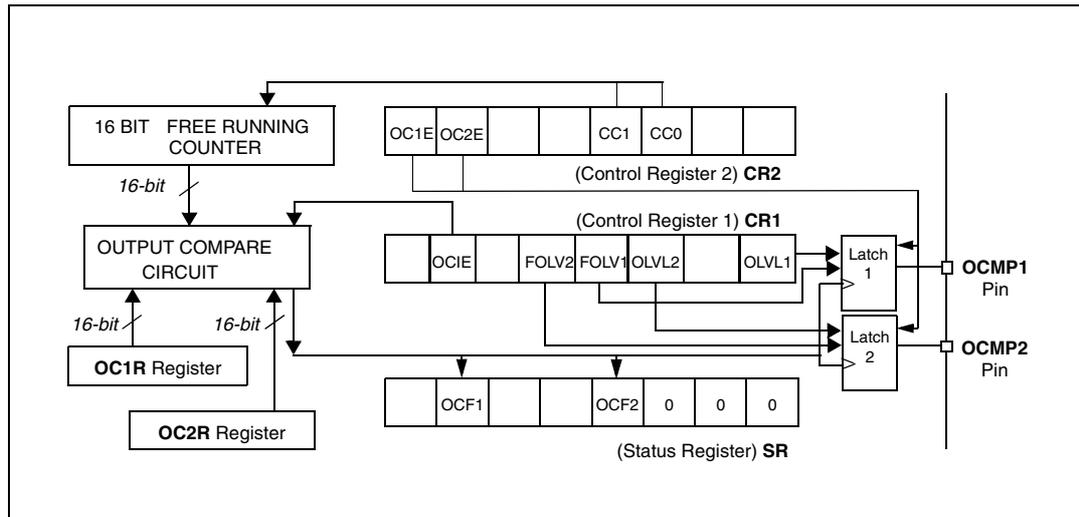 16 BIT FREE RUNNING
COUNTER
OC1E OC2E CC1 CC0
(Control Register 2) CR2
16-bit
(Control Register 1) CR1
OUTPUT COMPARE
CIRCUIT
OCIE FOLV2 FOLV1 OLVL2 OLVL1
Latch
1
OCMP1
Pin
16-bit
16-bit
Latch
2
OCMP2
Pin
OC1R Register
OCF1 OCF2 0 0 0
OC2R Register
(Status Register) SR